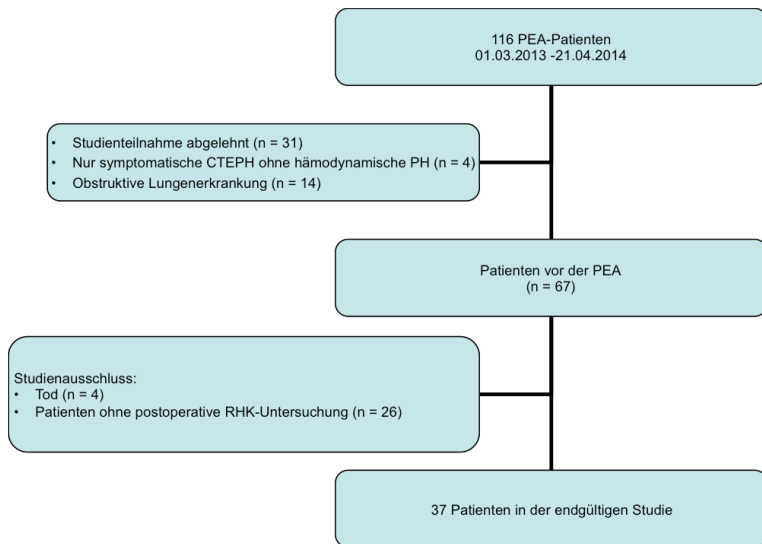 116 PEA-Patienten
01.03.2013 -21.04.2014
• Studienteilnahme abgelehnt (n = 31)
• Nur symptomatische CTEPH ohne hämodynamische PH (n = 4)
• Obstruktive Lungenerkrankung (n = 14)
Patienten vor der PEA
(n = 67)
Studienausschluss:
• Tod (n = 4)
• Patienten ohne postoperative RHK-Untersuchung (n = 26)
37 Patienten in der endgültigen Studie